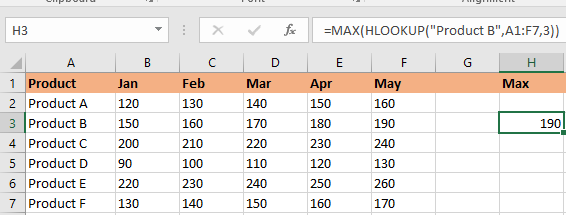 H3 fx =MAX(HLOOKUP("Product B",A1:F7,3))
A B C D E F G H
1 Product Jan Feb Mar Apr May Max
2 Product A 120 130 140 150 160
3 Product B 150 160 170 180 190 190
4 Product C 200 210 220 230 240
5 Product D 90 100 110 120 130
6 Product E 220 230 240 250 260
7 Product F 130 140 150 160 170